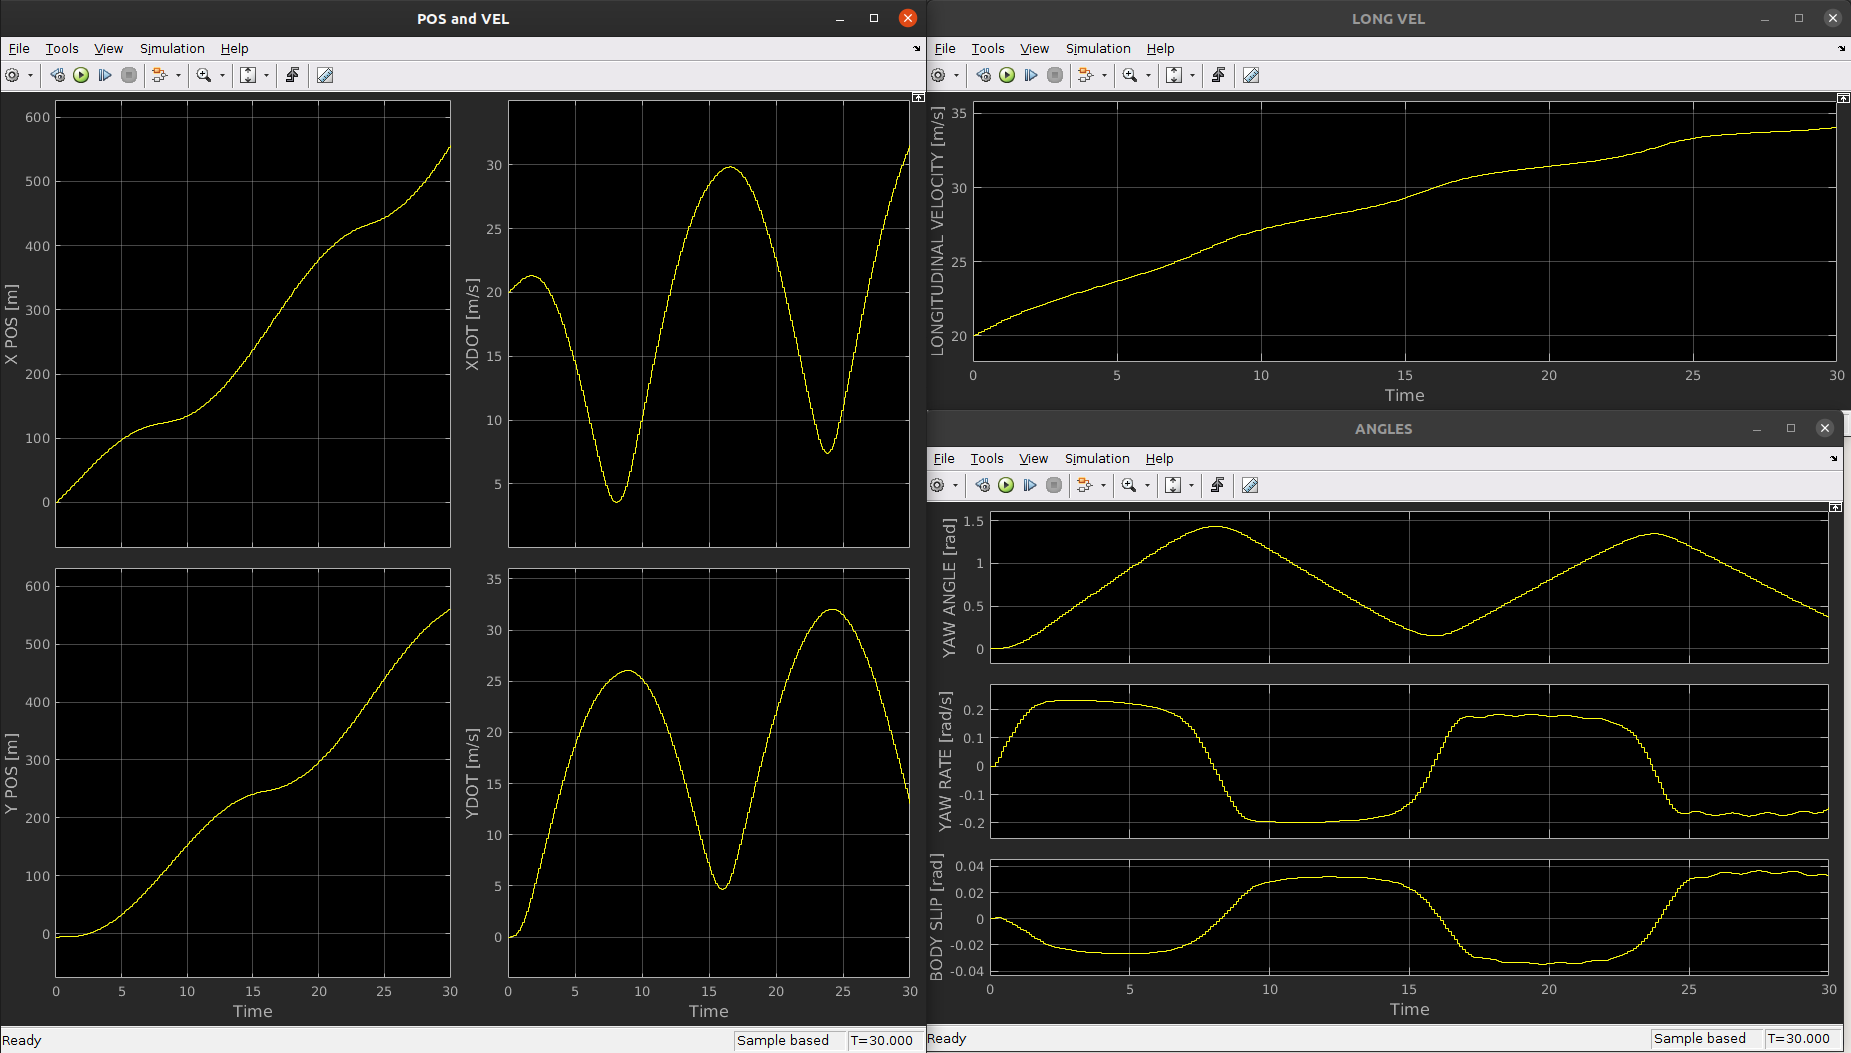 POS and VEL
File Tools View Simulation Help
600
500
400
300
200
100
0
X POS [m]
30
25
20
15
10
5
XDOT [m/s]
600
500
400
300
200
100
0
Y POS [m]
0 5 10 15 20 25 30
Time
35
30
25
20
15
10
5
0
YDOT [m/s]
0 5 10 15 20 25 30
Time
Ready
Sample based
T=30.000
LONG VEL
File Tools View Simulation Help
35
30
25
20
LONGITUDINAL VELOCITY [m/s]
0 5 10 15 20 25 30
Time
ANGLES
File Tools View Simulation Help
1.5
1
0.5
0
YAW ANGLE [rad]
0.2
0.1
0
-0.1
-0.2
YAW RATE [rad/s]
0.04
0.02
0
-0.02
-0.04
BODY SLIP [rad]
0 5 10 15 20 25 30
Time
Ready
Sample based
T=30.000